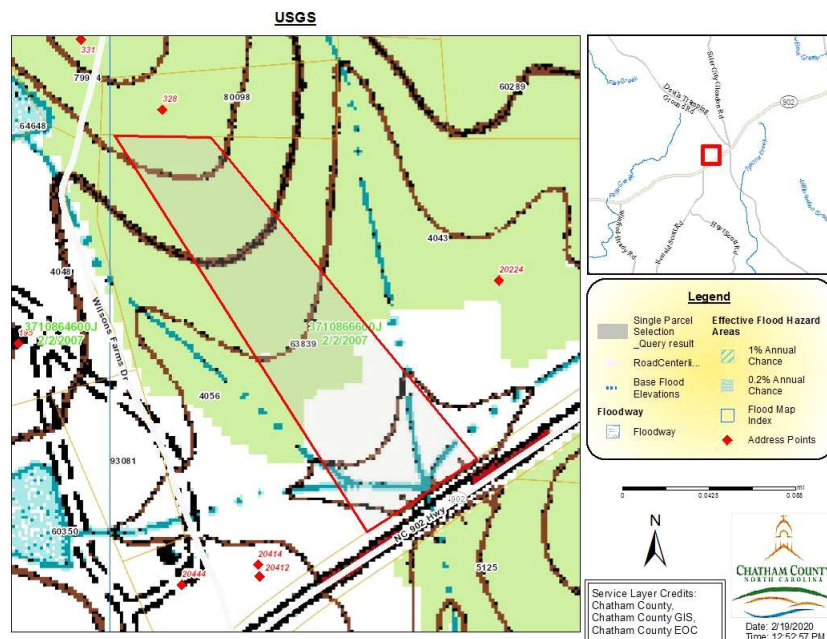 USGS
331
7994
328
80098
60289
64648
4043
4048
20224
195
3710864600J
2/2/2007
3710866600J
2/2/2007
63839
4056
Wilsons Farms Dr
93081
902
60350
NC 902 Hwy
20414
20412
20444
5125
Siler City Glendon Rd
Devils Tramping
Ground Rd
902
Legend
Single Parcel
Selection
_Query result
RoadCenterli...
Base Flood
Elevations
Floodway
Floodway
Effective Flood Hazard
Areas
1% Annual
Chance
0.2% Annual
Chance
Flood Map
Index
Address Points
0
0.0425
0.085
mi
N
Service Layer Credits:
Chatham County,
Chatham County GIS,
Chatham County EOC
CHATHAM COUNTY
NORTH CAROLINA
Date: 2/19/2020
Time: 12:52:57 PM